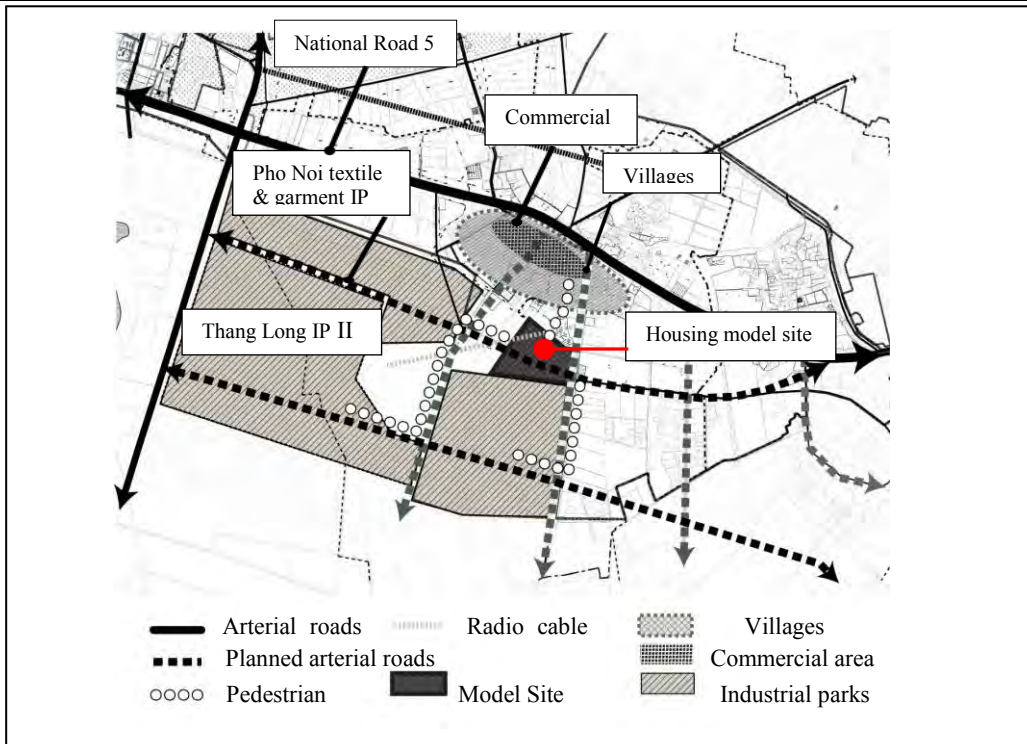 National Road 5
Commercial
Pho Noi textile
& garment IP
Villages
Thang Long IP II
Housing model site
Arterial roads
Radio cable
Villages
Planned arterial roads
Commercial area
Pedestrian
Model Site
Industrial parks